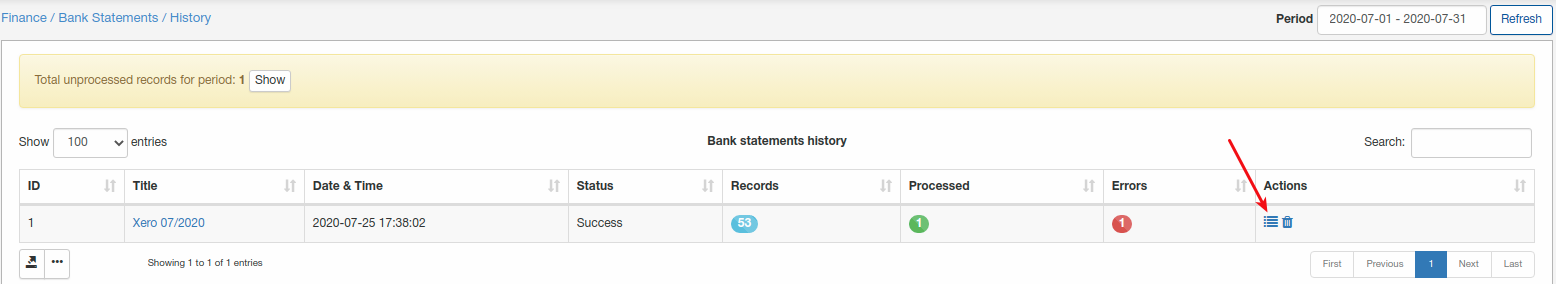 Finance / Bank Statements / History
Period 2020-07-01 - 2020-07-31 Refresh
Total unprocessed records for period: 1 Show
Show 100 entries Bank statements history Search:
ID Title Date & Time Status Records Processed Errors Actions
1 Xero 07/2020 2020-07-25 17:38:02 Success 53 1 1
Showing 1 to 1 of 1 entries First Previous 1 Next Last